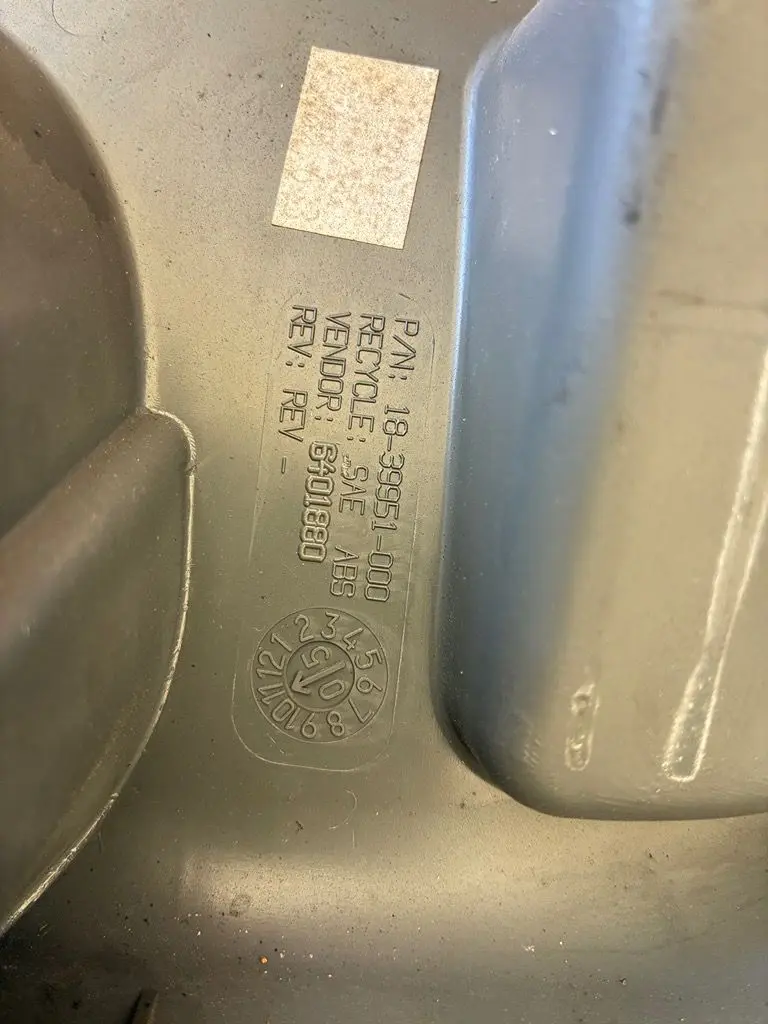 P/N: 18-39951-000
RECYCLE: SAE ABS
VENDOR: 6401880
REV: REV -
1 2 3 4 5 6 7 8 9 10 11 12
05